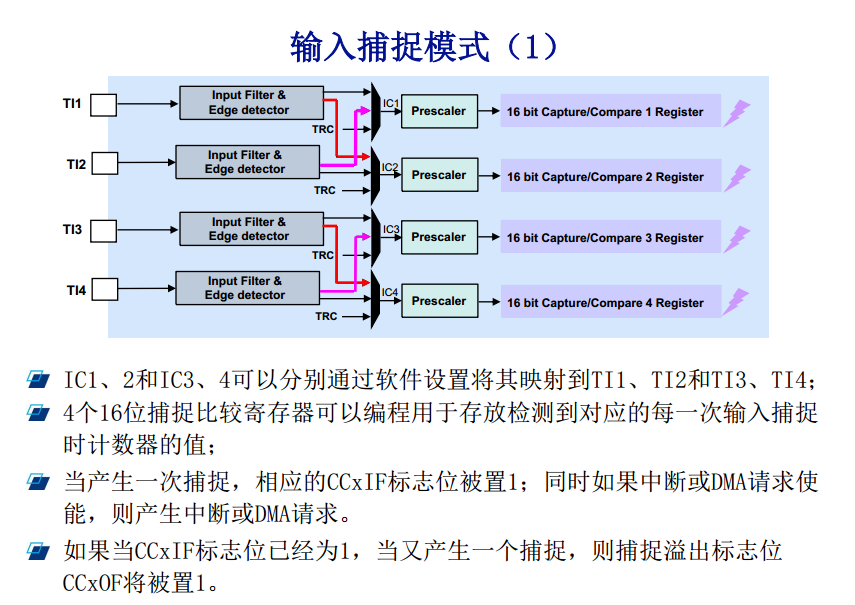 输入捕捉模式（1）
TI1
Input Filter &
Edge detector
TRC
IC1
Prescaler
16 bit Capture/Compare 1 Register
TI2
Input Filter &
Edge detector
TRC
IC2
Prescaler
16 bit Capture/Compare 2 Register
TI3
Input Filter &
Edge detector
TRC
IC3
Prescaler
16 bit Capture/Compare 3 Register
TI4
Input Filter &
Edge detector
TRC
IC4
Prescaler
16 bit Capture/Compare 4 Register
IC1、2和IC3、4可以分别通过软件设置将其映射到TI1、TI2和TI3、TI4；
4个16位捕捉比较寄存器可以编程用于存放检测到对应的每一次输入捕捉
时计数器的值；
当产生一次捕捉，相应的CCxIF标志位被置1；同时如果中断或DMA请求使
能，则产生中断或DMA请求。
如果当CCxIF标志位已经为1，当又产生一个捕捉，则捕捉溢出标志位
CCxOF将被置1。